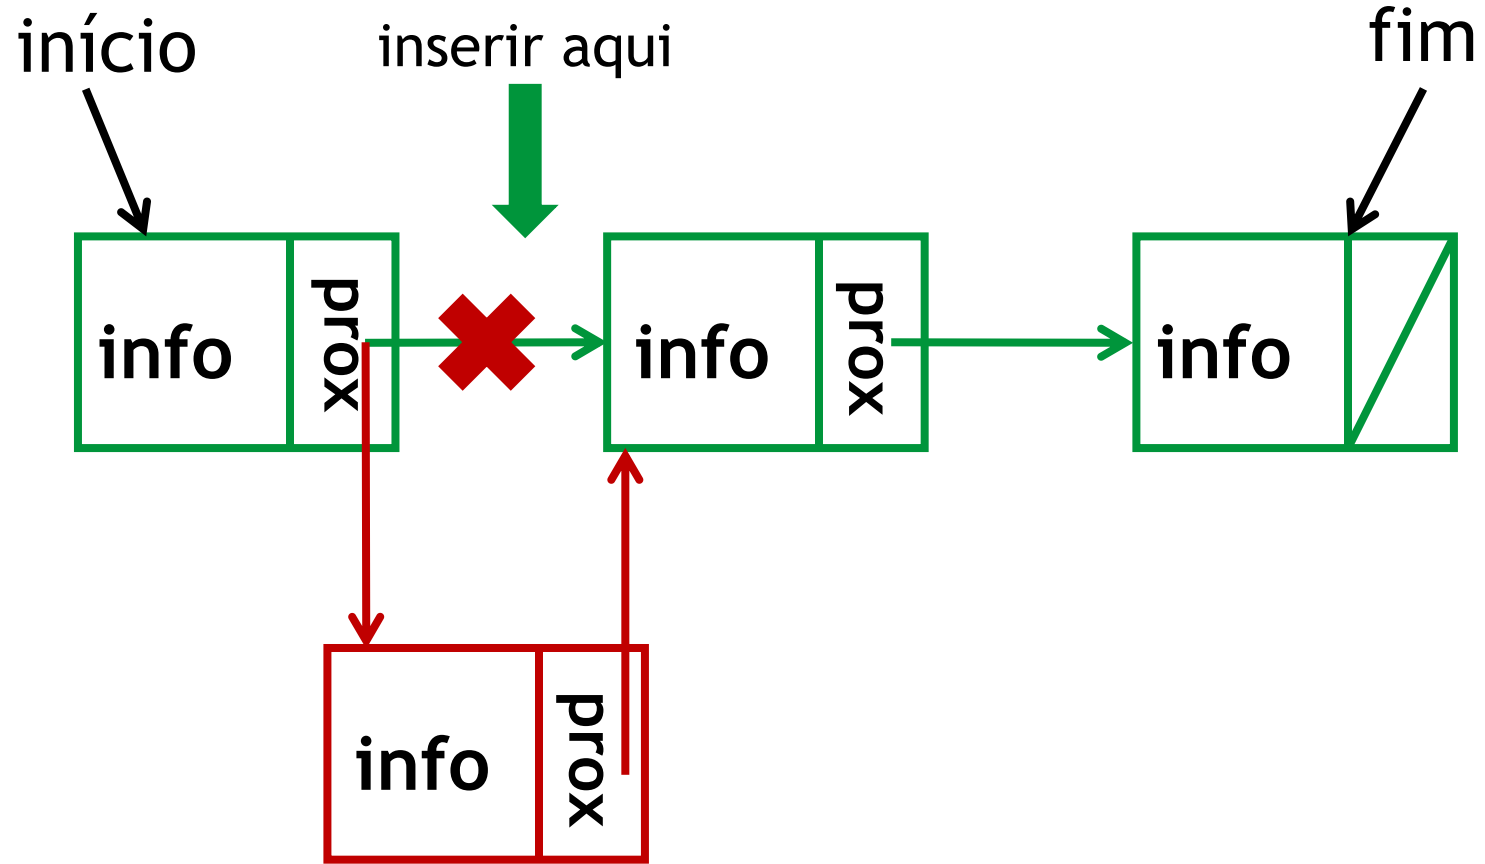 início
inserir aqui
fim
info
prox
info
prox
info
info
prox